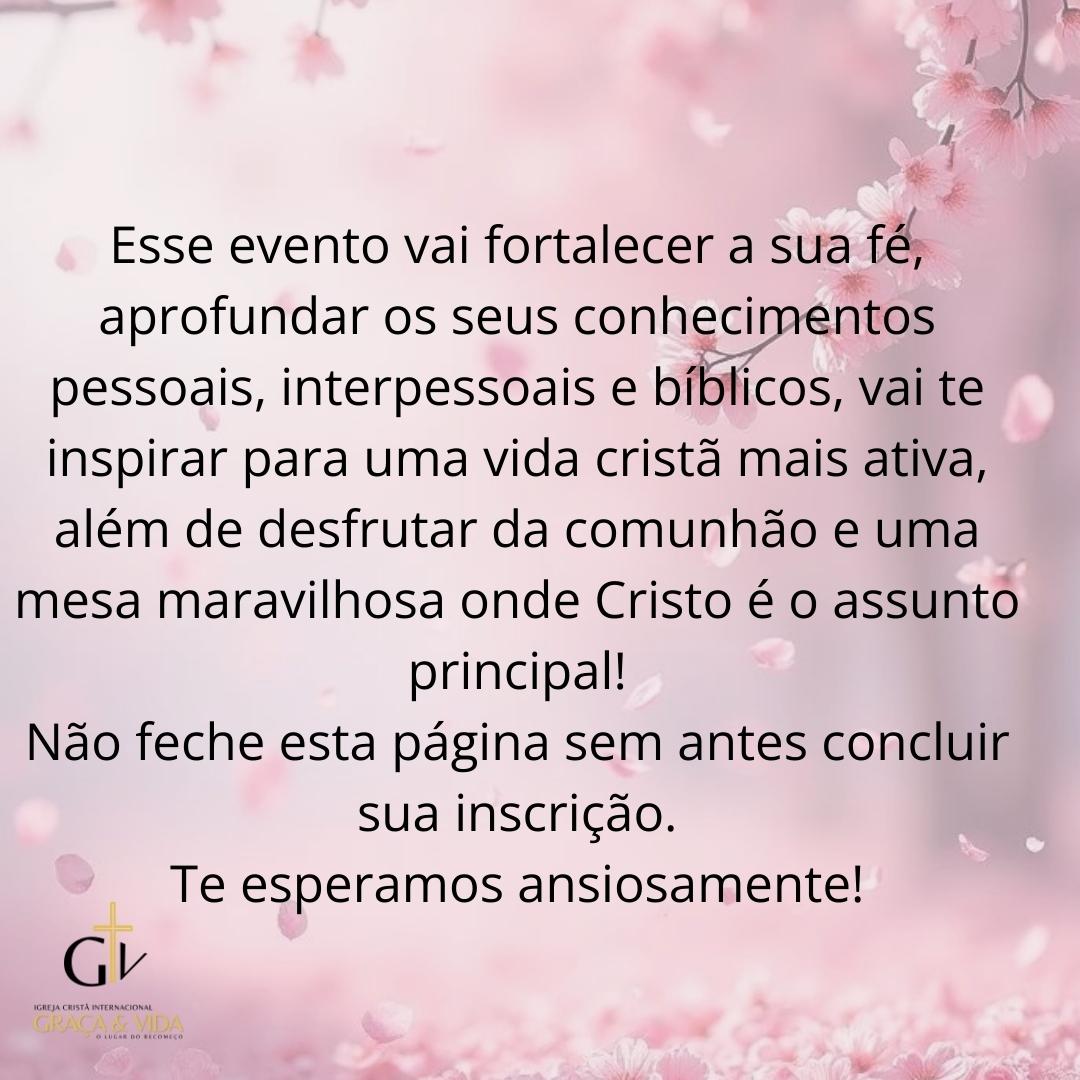 Esse evento vai fortalecer a sua fé,
aprofundar os seus conhecimentos
pessoais, interpessoais e bíblicos, vai te
inspirar para uma vida cristã mais ativa,
além de desfrutar da comunhão e uma
mesa maravilhosa onde Cristo é o assunto
principal!
Não feche esta página sem antes concluir
sua inscrição.
Te esperamos ansiosamente!
GV
IGREJA CRISTÃ INTERNACIONAL
GRAÇA & VIDA
O LUGAR DO RECOMEÇO